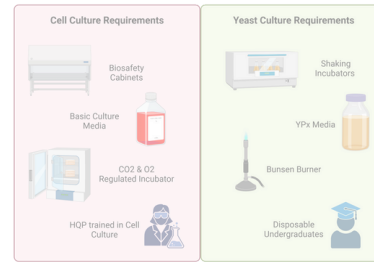 Cell Culture Requirements
Biosafety
Cabinets
Basic Culture
Media
CO2 & O2
Regulated Incubator
HQP trained in Cell
Culture
Yeast Culture Requirements
Shaking
Incubators
YPx Media
Bunsen Burner
Disposable
Undergraduates